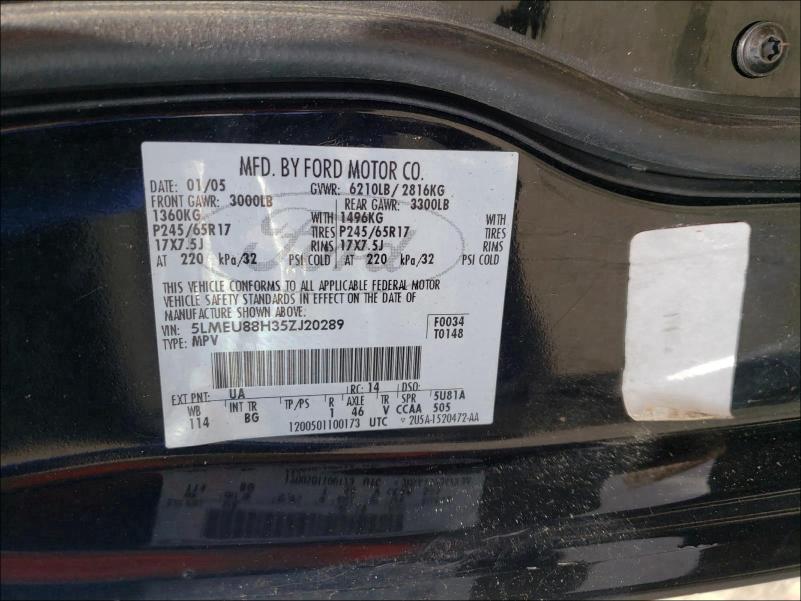 MFD. BY FORD MOTOR CO.
DATE: 01/05 GVWR: 6210LB/ 2816KG
FRONT GAWR: 3000LB REAR GAWR: 3300LB
1360KG WITH 1496KG WITH
P245/65R17 TIRES P245/65R17 TIRES
17X7.5J RIMS 17X7.5J RIMS
AT 220 kPa/32 PSI COLD AT 220 kPa/32 PSI COLD
Ford
THIS VEHICLE CONFORMS TO ALL APPLICABLE FEDERAL MOTOR
VEHICLE SAFETY STANDARDS IN EFFECT ON THE DATE OF
MANUFACTURE SHOWN ABOVE.
VIN: 5LMEU88H35ZJ20289 F0034
TYPE: MPV T0148
EXT PNT: UA RC: 14 DSO:
WB INT TR TP/PS R AXLE TR SPR 5U81A
114 BG 1 46 V CCAA 505
1200501100173 UTC 2U5A-1520472-AA